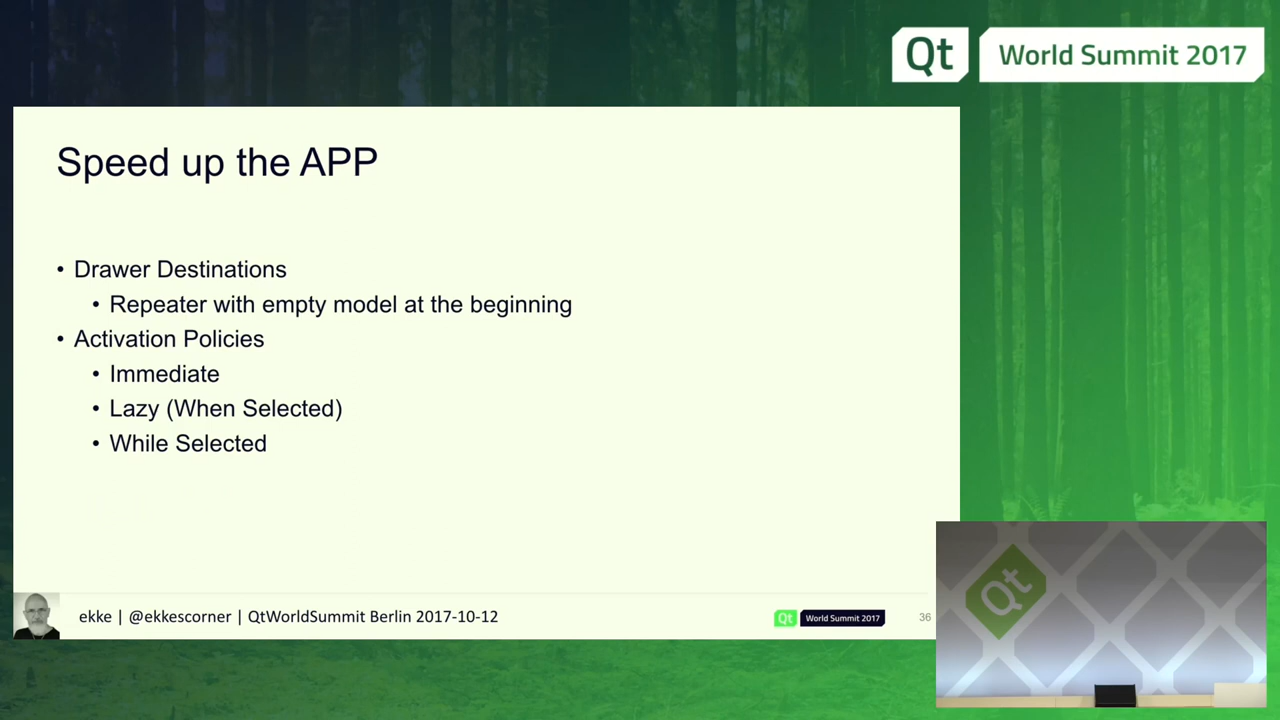 Qt World Summit 2017
Speed up the APP
• Drawer Destinations
• Repeater with empty model at the beginning
• Activation Policies
• Immediate
• Lazy (When Selected)
• While Selected
ekke | @ekkescorner | QtWorldSummit Berlin 2017-10-12
Qt World Summit 2017
36
Qt